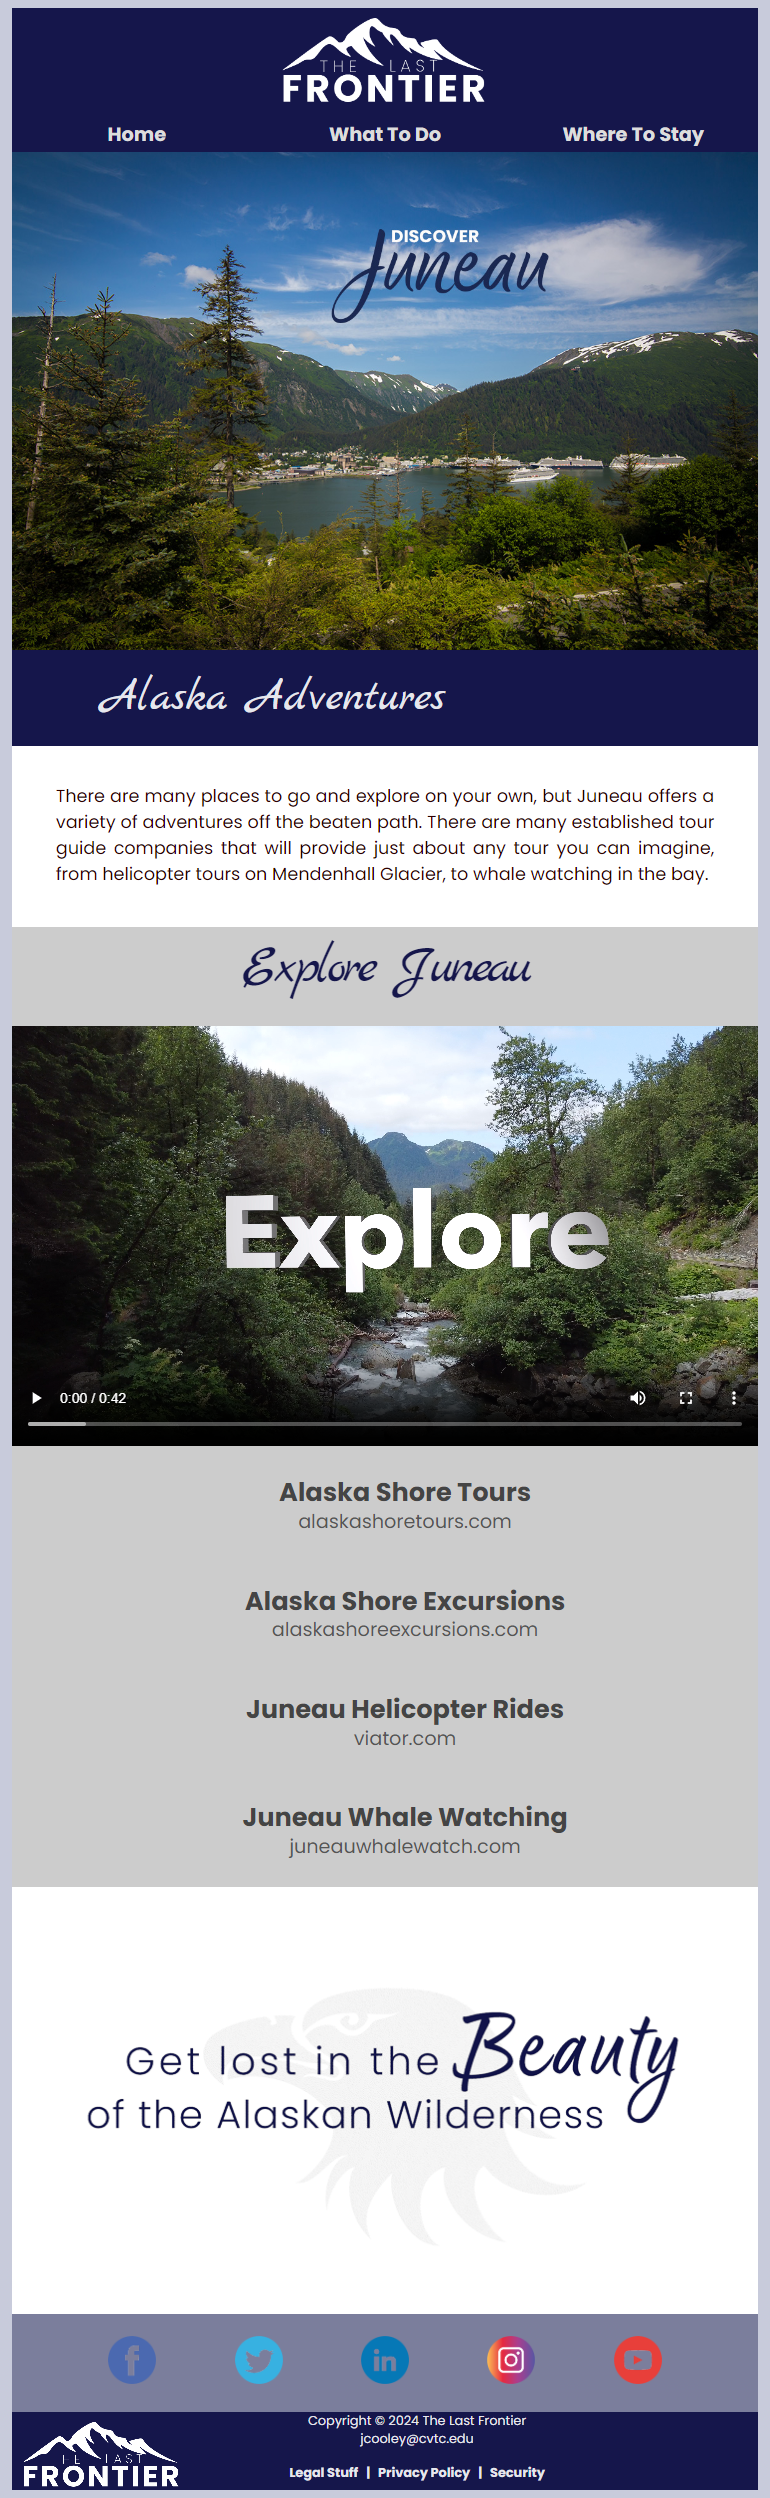 THE LAST
FRONTIER
Home What To Do Where To Stay
DISCOVER
Juneau
Alaska Adventures
There are many places to go and explore on your own, but Juneau offers a
variety of adventures off the beaten path. There are many established tour
guide companies that will provide just about any tour you can imagine,
from helicopter tours on Mendenhall Glacier, to whale watching in the bay.
Explore Juneau
Explore
0:00 / 0:42
Alaska Shore Tours
alaskashoretours.com
Alaska Shore Excursions
alaskashoreexcursions.com
Juneau Helicopter Rides
viator.com
Juneau Whale Watching
juneauwhalewatch.com
Get lost in the Beauty
of the Alaskan Wilderness
f in
THE LAST
FRONTIER
Copyright © 2024 The Last Frontier
jcooley@cvtc.edu
Legal Stuff | Privacy Policy | Security